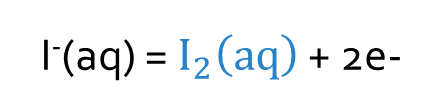 I⁻(aq) = I₂(aq) + 2e-